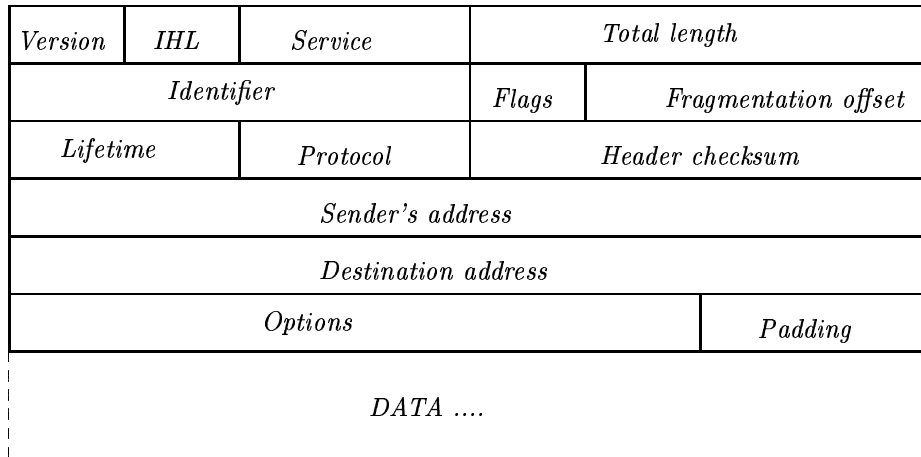 Version IHL Service Total length
Identifier Flags Fragmentation offset
Lifetime Protocol Header checksum
Sender's address
Destination address
Options Padding
DATA ....